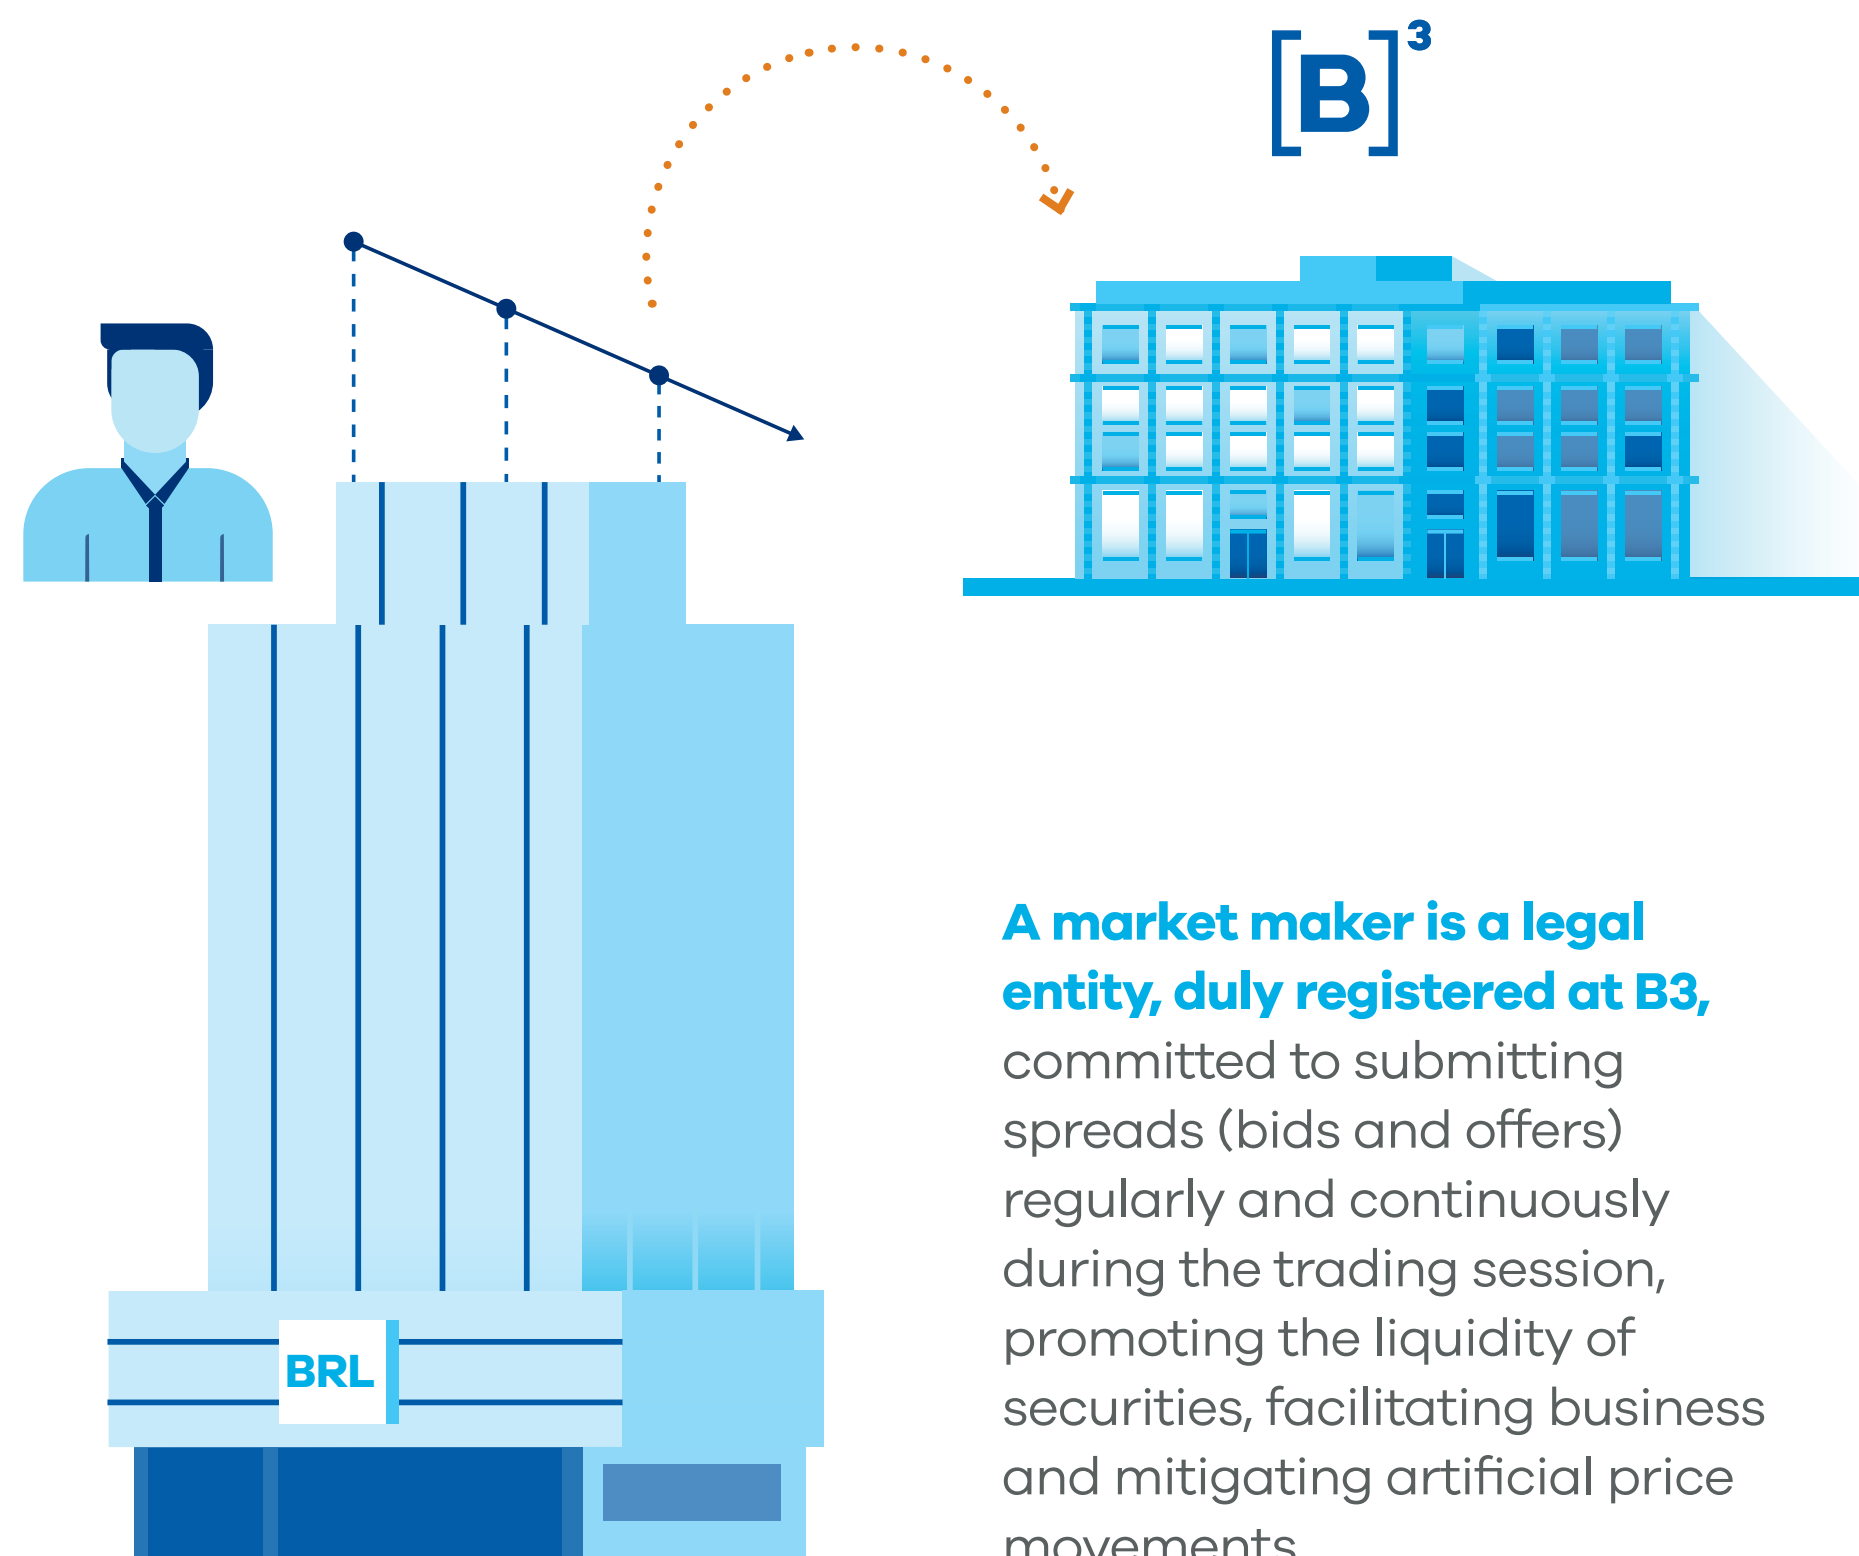 [B]³
A market maker is a legal
entity, duly registered at B3,
committed to submitting
spreads (bids and offers)
regularly and continuously
during the trading session,
promoting the liquidity of
securities, facilitating business
and mitigating artificial price
movements
BRL